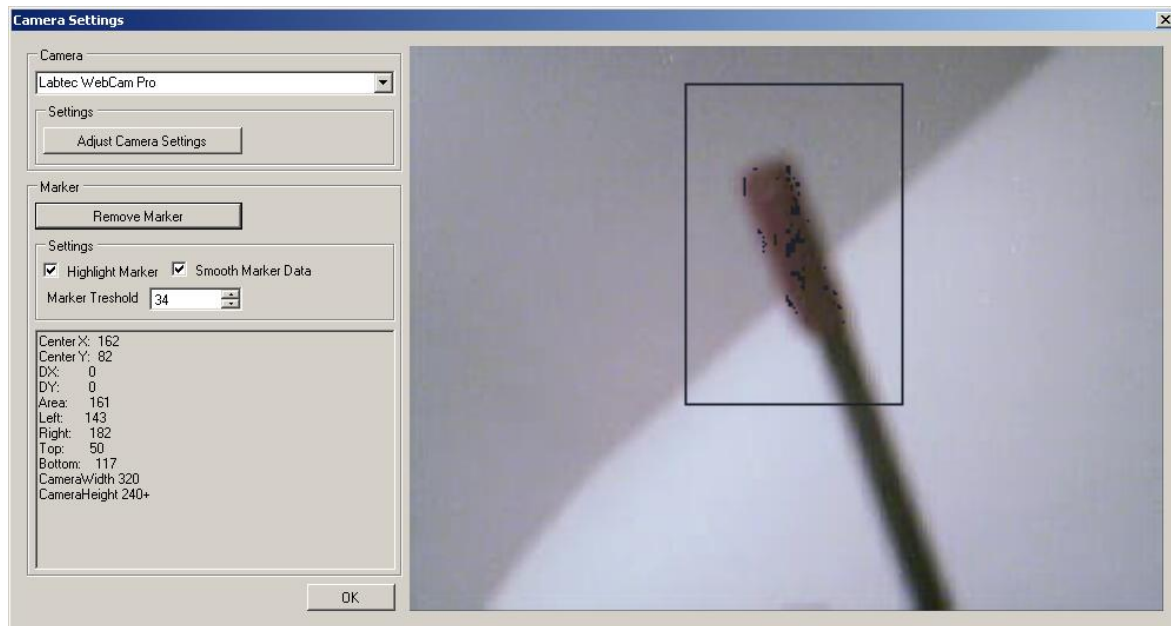 Camera Settings
Camera
Labtec WebCam Pro
Settings
Adjust Camera Settings
Marker
Remove Marker
Settings
Highlight Marker Smooth Marker Data
Marker Treshold 34
Center X: 162
Center Y: 82
DX: 0
DY: 0
Area: 161
Left: 143
Right: 182
Top: 50
Bottom: 117
CameraWidth 320
CameraHeight 240+
OK